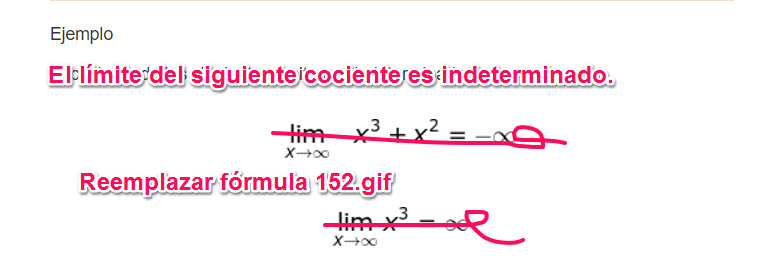 Ejemplo
El límite del siguiente cociente es indeterminado.
lim x³ + x² = −∞
x→∞
Reemplazar fórmula 152.gif
lim x³ = ∞
x→∞